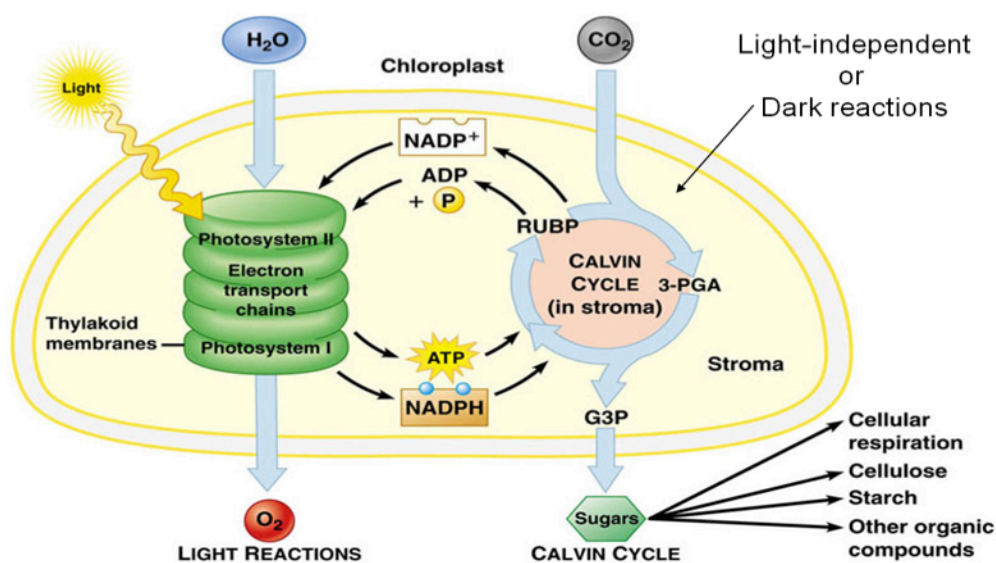 H₂O
CO₂
Light-independent
or
Dark reactions
Chloroplast
Light
NADP⁺
ADP
+ P
RUBP
Photosystem II
Electron
transport
chains
Photosystem I
CALVIN
CYCLE
(in stroma)
3-PGA
Thylakoid
membranes
ATP
NADPH
Stroma
G3P
Cellular
respiration
Cellulose
Starch
Other organic
compounds
Sugars
O₂
LIGHT REACTIONS
CALVIN CYCLE